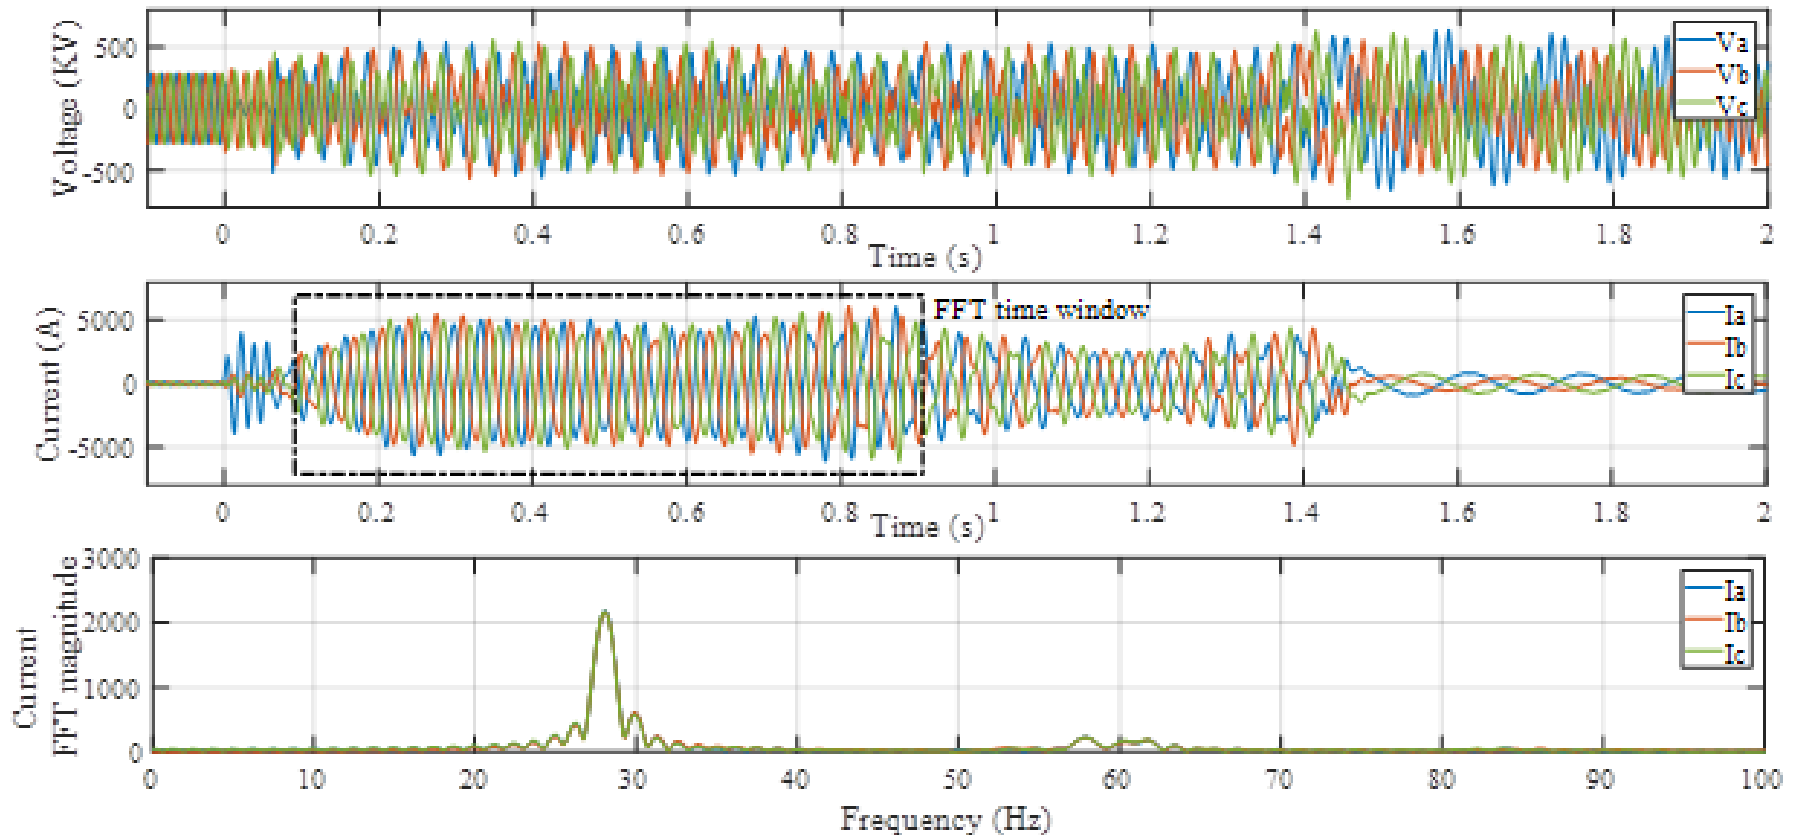 Voltage (KV)
500
0
-500
Va
Vb
Vc
0 0.2 0.4 0.6 0.8 1 1.2 1.4 1.6 1.8 2
Time (s)
Current (A)
5000
0
-5000
FFT time window
Ia
Ib
Ic
0 0.2 0.4 0.6 0.8 1 1.2 1.4 1.6 1.8 2
Time (s)
Current
FFT magnitude
3000
2000
1000
0
Ia
Ib
Ic
0 10 20 30 40 50 60 70 80 90 100
Frequency (Hz)